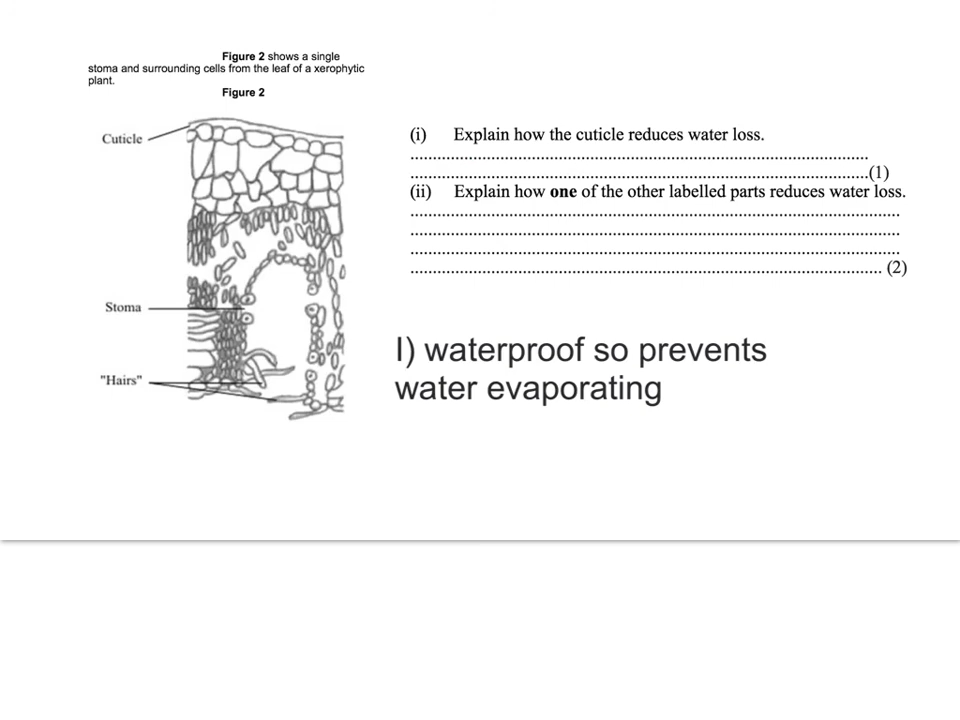 Figure 2 shows a single
stoma and surrounding cells from the leaf of a xerophytic
plant.
Figure 2
Cuticle
Stoma
"Hairs"
(i) Explain how the cuticle reduces water loss.
................................................................................................
................................................................................................(1)
(ii) Explain how one of the other labelled parts reduces water loss.
................................................................................................
................................................................................................
................................................................................................
................................................................................................ (2)
I) waterproof so prevents
water evaporating